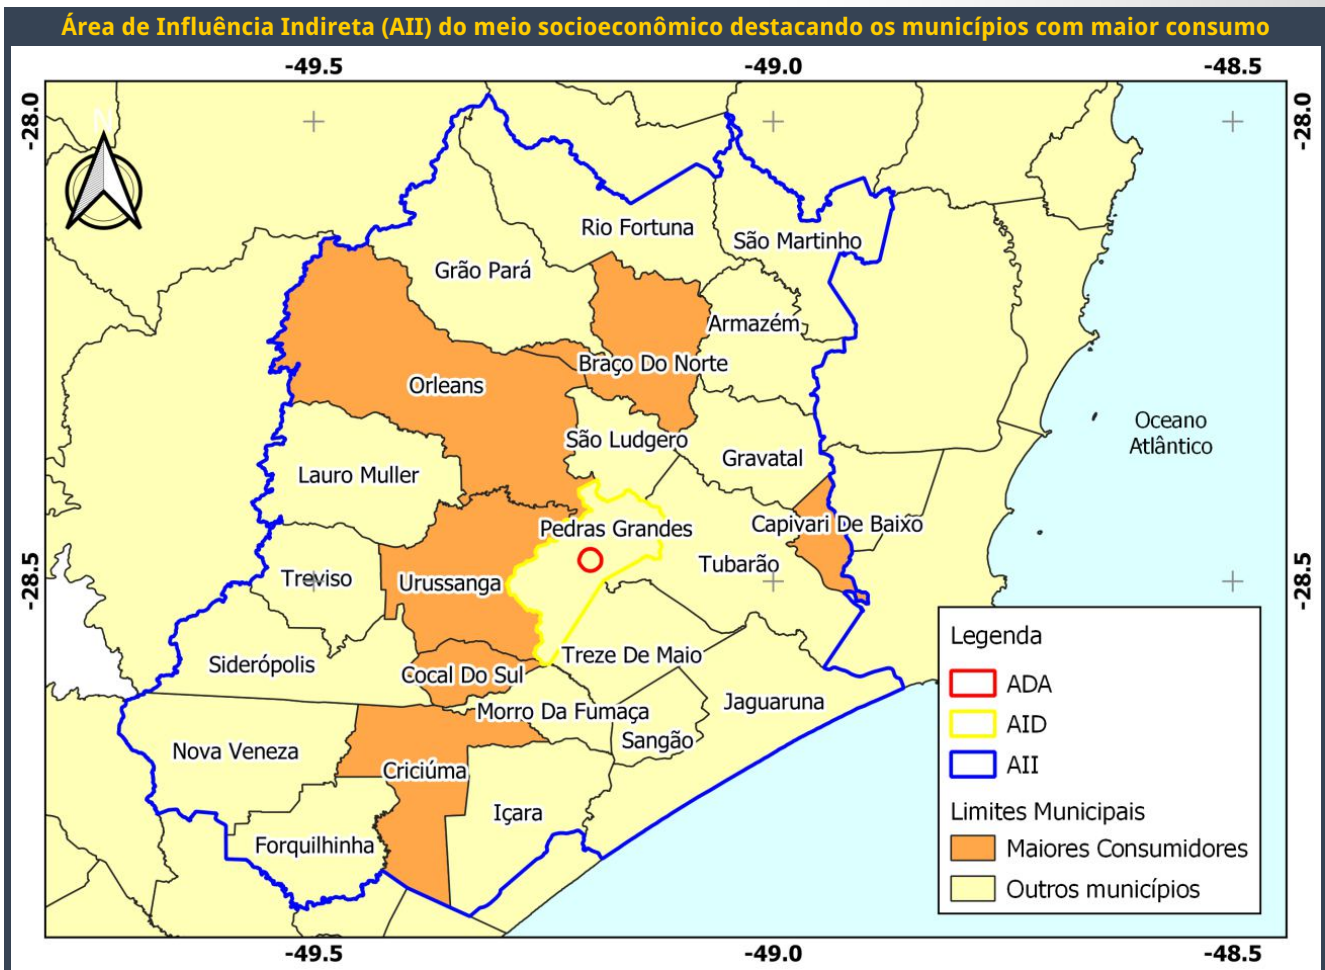 Área de Influência Indireta (AII) do meio socioeconômico destacando os municípios com maior consumo
-49.5
-49.0
-48.5
-28.0
-28.0
N
Rio Fortuna
São Martinho
Grão Pará
Armazém
Braço Do Norte
Orleans
Oceano
Atlântico
São Ludgero
Gravatal
Lauro Muller
Pedras Grandes
Capivari De Baixo
Tubarão
Treviso
Urussanga
-28.5
-28.5
Treze De Maio
Siderópolis
Cocal Do Sul
Jaguaruna
Morro Da Fumaça
Sangão
Nova Veneza
Criciúma
Içara
Forquilhinha
Legenda
ADA
AID
AII
Limites Municipais
Maiores Consumidores
Outros municípios
-49.5
-49.0
-48.5